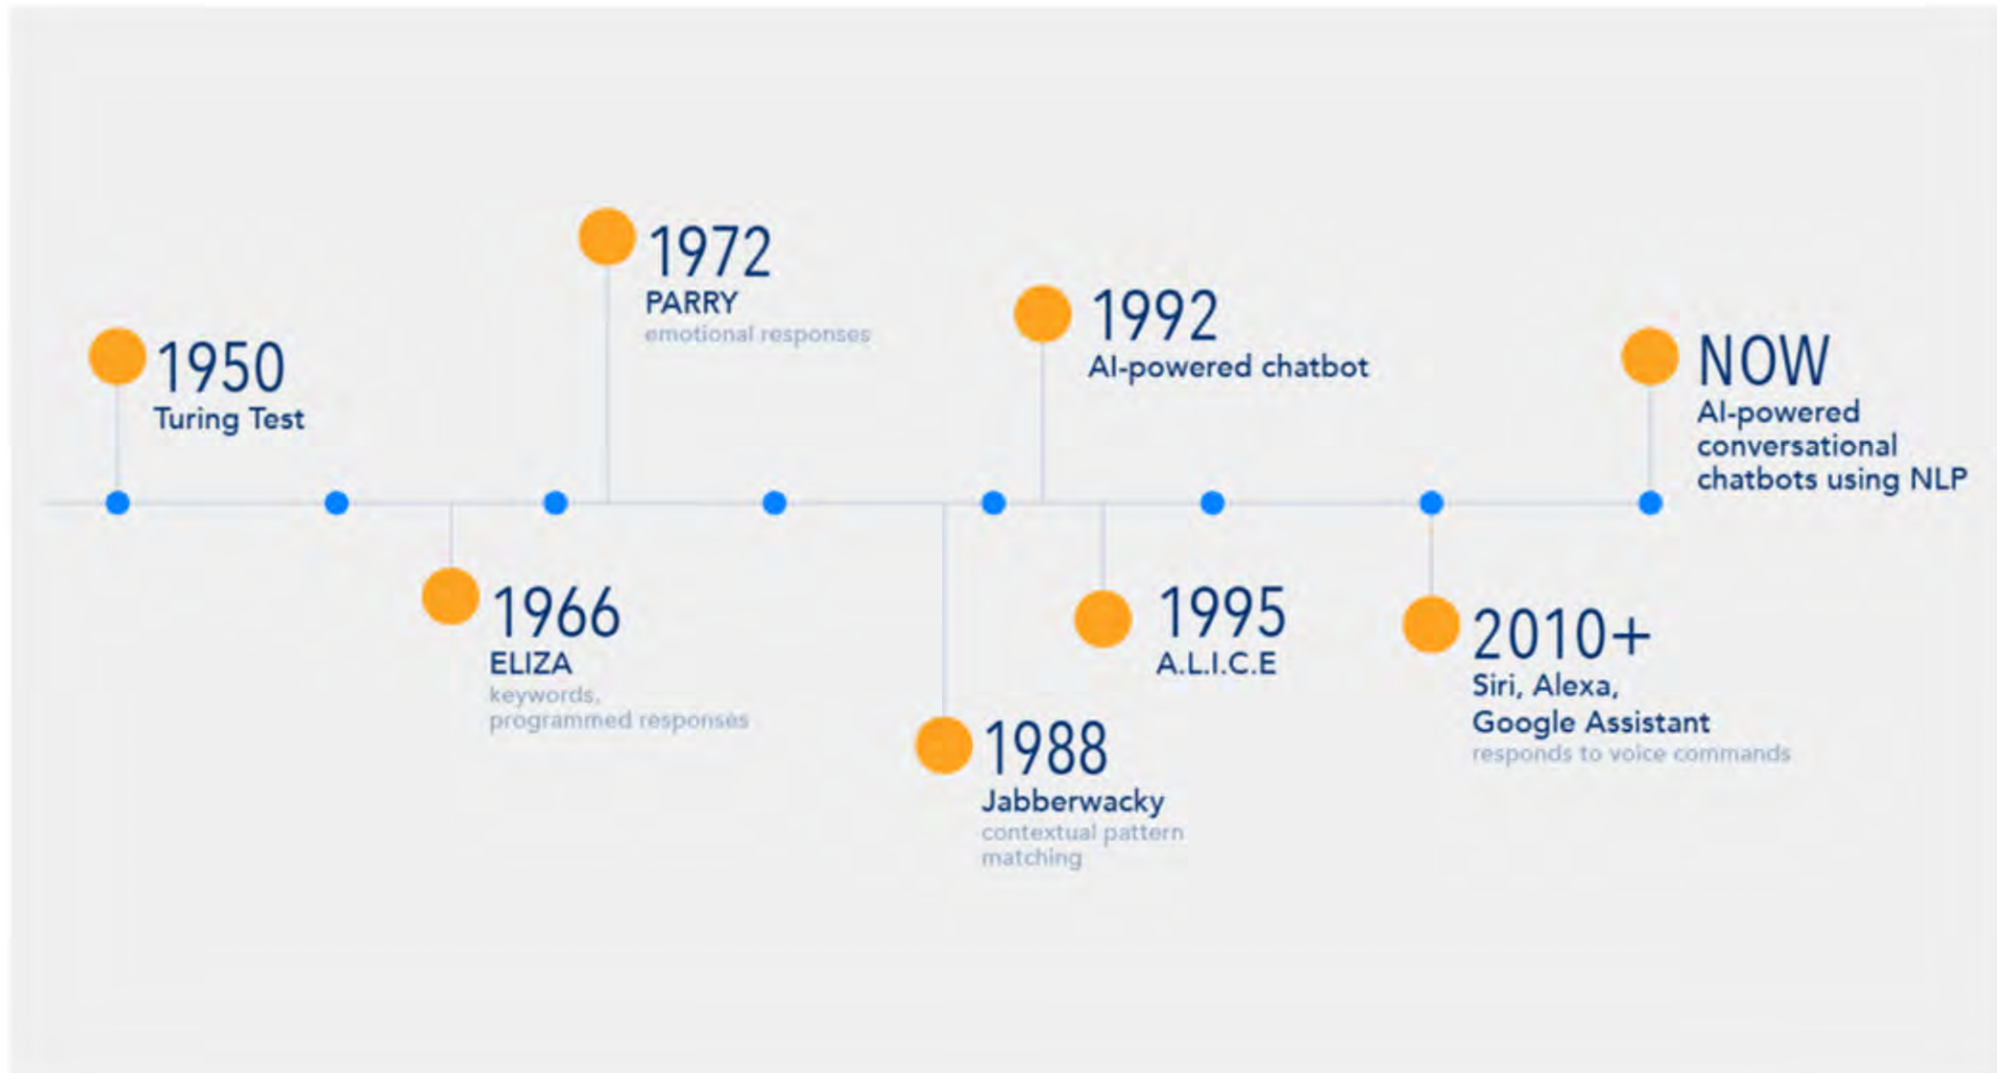 1950
Turing Test
1966
ELIZA
keywords,
programmed responses
1972
PARRY
emotional responses
1988
Jabberwacky
contextual pattern
matching
1992
AI-powered chatbot
1995
A.L.I.C.E
2010+
Siri, Alexa,
Google Assistant
responds to voice commands
NOW
AI-powered
conversational
chatbots using NLP